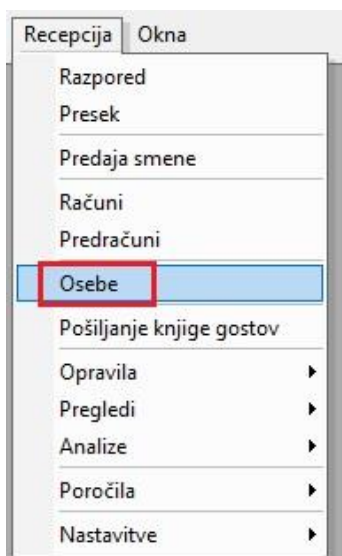 Recepcija Okna
Razpored
Presek
Predaja smene
Računi
Predračuni
Osebe
Pošiljanje knjige gostov
Opravila
Pregledi
Analize
Poročila
Nastavitve